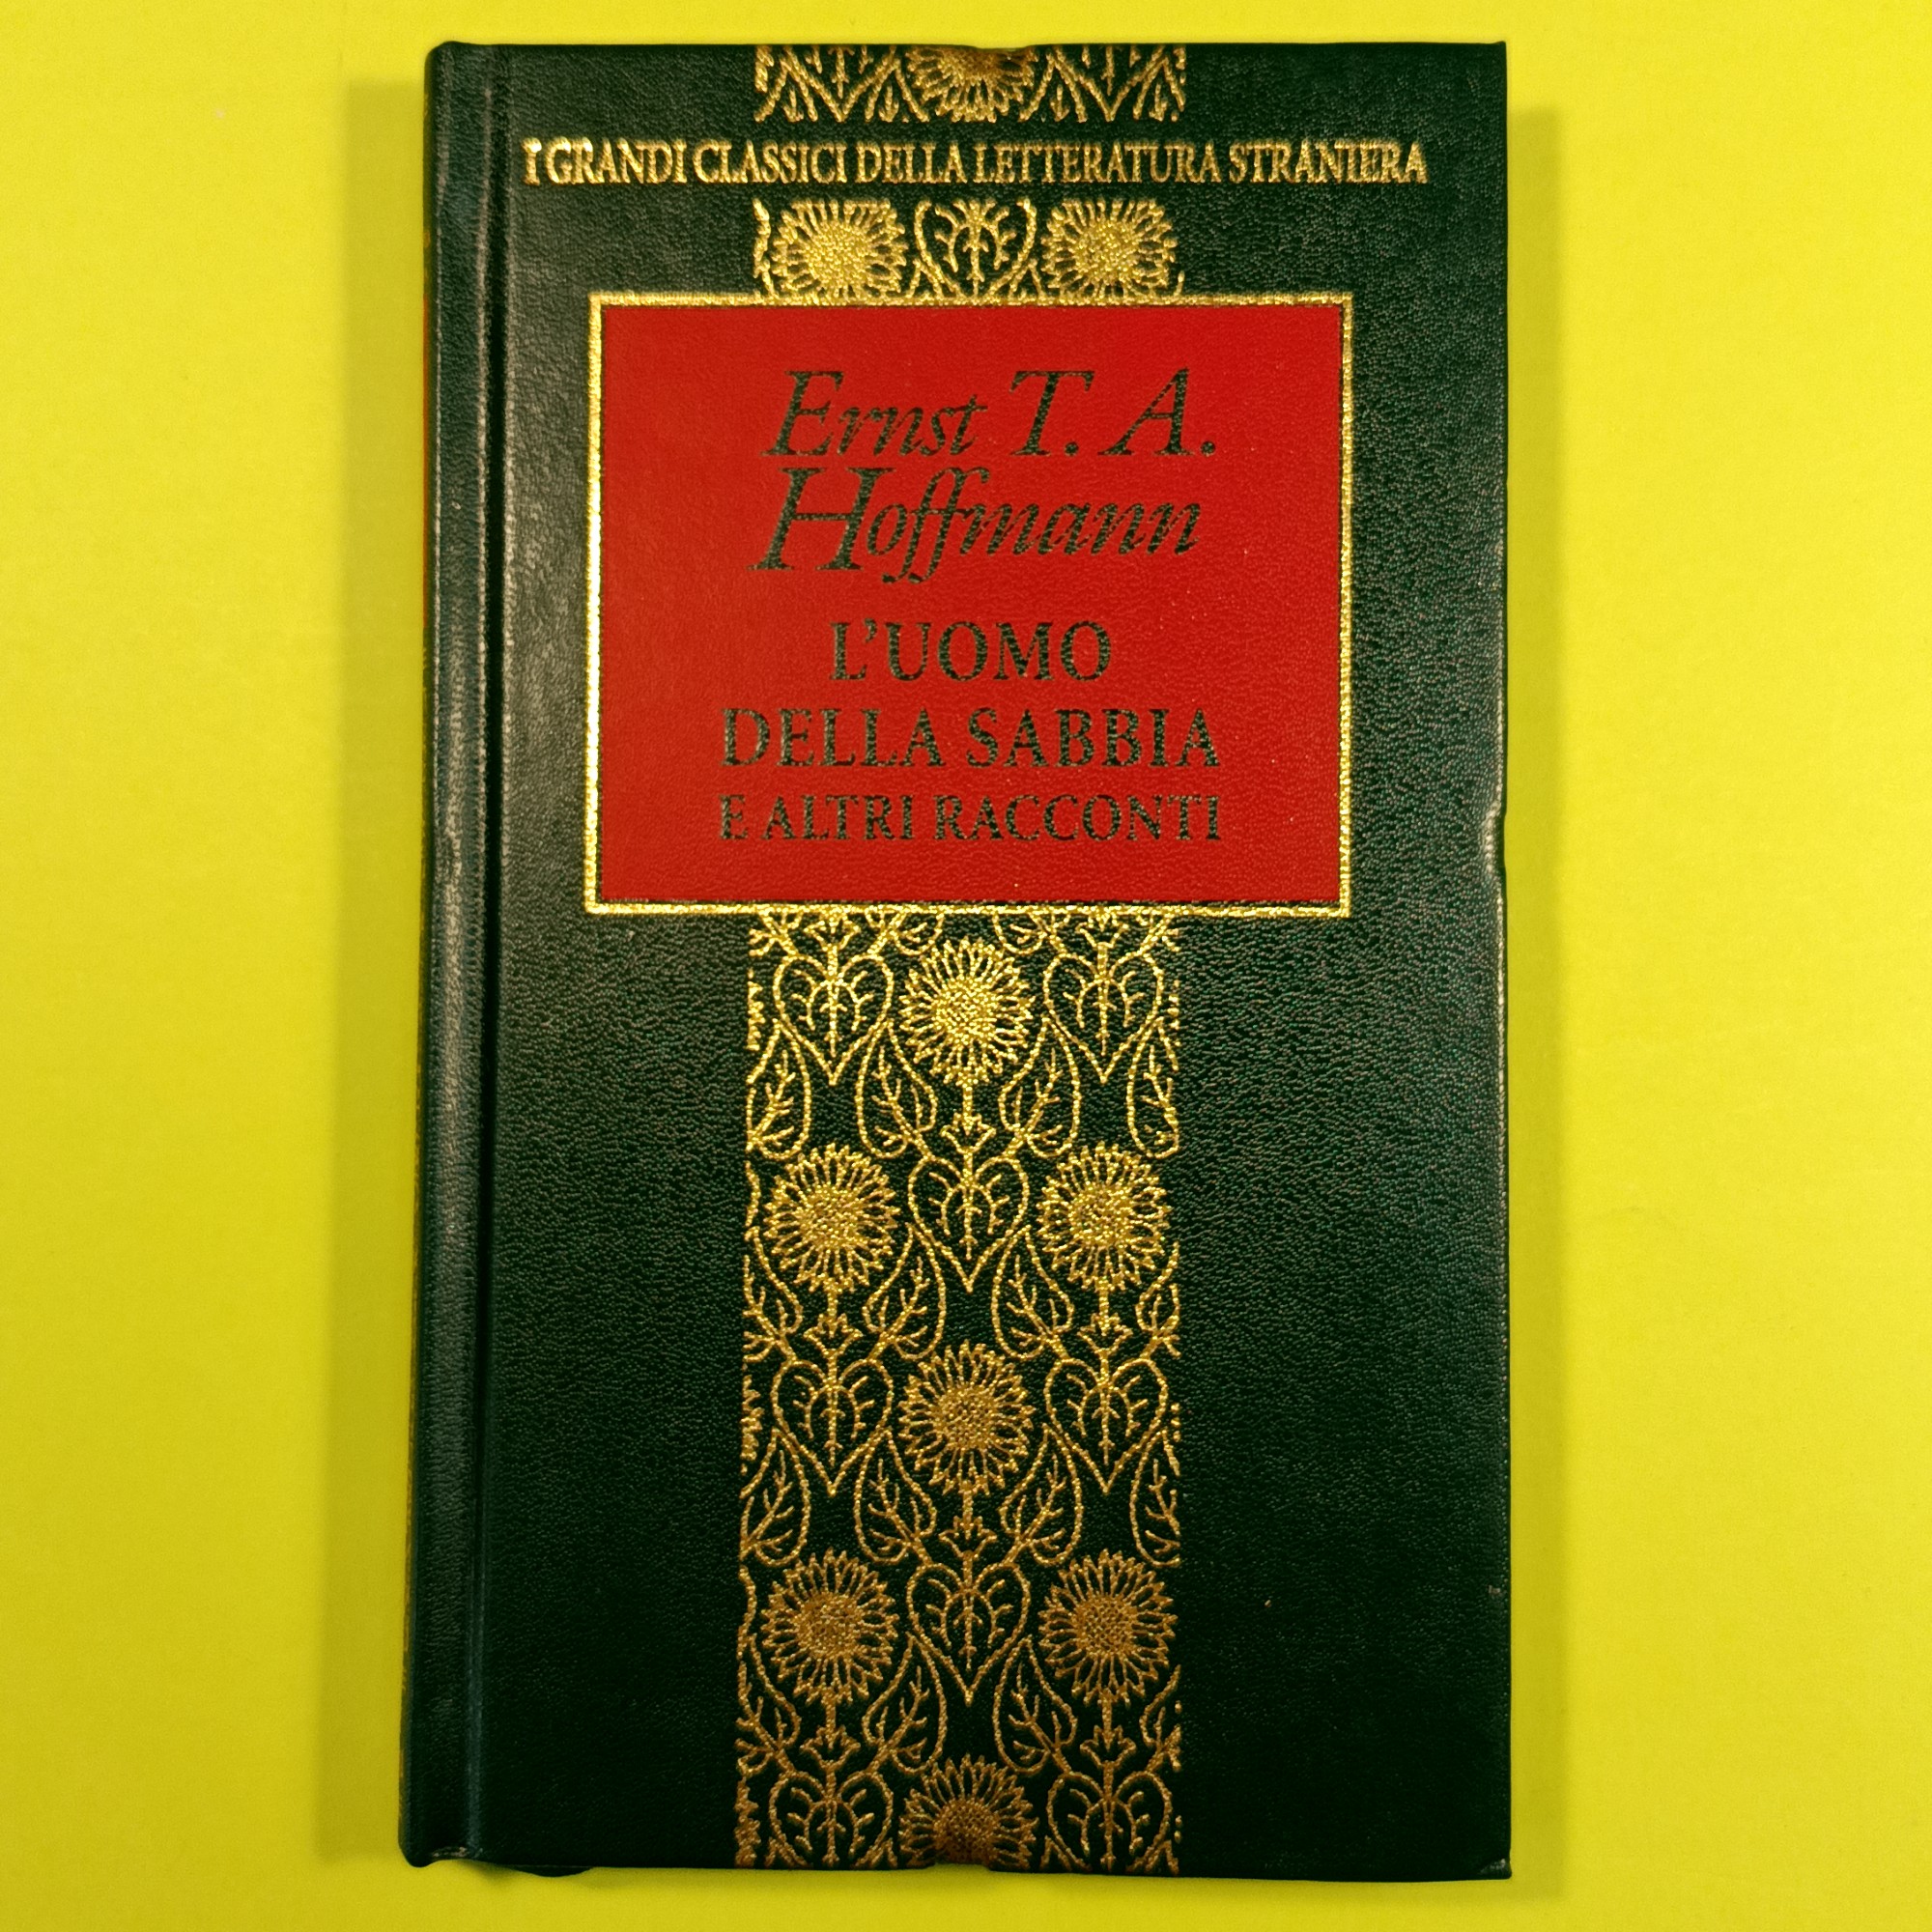 I GRANDI CLASSICI DELLA LETTERATURA STRANIERA
Ernst T. A.
Hoffmann
L'UOMO
DELLA SABBIA
E ALTRI RACCONTI